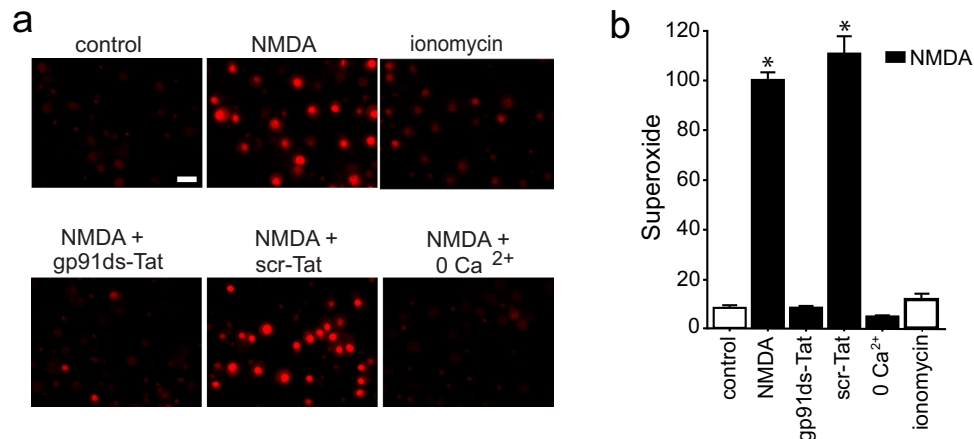 a
control
NMDA
ionomycin
NMDA +
gp91ds-Tat
NMDA +
scr-Tat
NMDA +
0 Ca 2+
b
120
100
80
60
40
20
0
Superoxide
*
*
NMDA
control
NMDA
gp91ds-Tat
scr-Tat
0 Ca2+
ionomycin